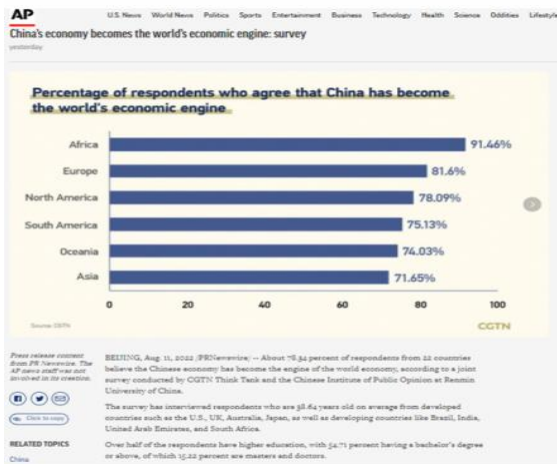 AP
U.S. News World News Politics Sports Entertainment Business Technology Health Science Oddities Lifestyle
China's economy becomes the world's economic engine: survey
yesterday
Percentage of respondents who agree that China has become
the world's economic engine
Africa 91.46%
Europe 81.6%
North America 78.09%
South America 75.13%
Oceania 74.03%
Asia 71.65%
0 20 40 60 80 100
Source: CGTN
CGTN
Press release content
from PR Newswire. The
AP news staff was not
involved in its creation.
Click to copy
RELATED TOPICS
China
BEIJING, Aug. 11, 2022 /PRNewswire/ -- About 78.34 percent of respondents from 22 countries
believe the Chinese economy has become the engine of the world economy, according to a joint
survey conducted by CGTN Think Tank and the Chinese Institute of Public Opinion at Renmin
University of China.
The survey has interviewed respondents who are 38.64 years old on average from developed
countries such as the U.S., UK, Australia, Japan, as well as developing countries like Brazil, India,
United Arab Emirates, and South Africa.
Over half of the respondents have higher education, with 54.71 percent having a bachelor's degree
or above, of which 15.22 percent are masters and doctors.